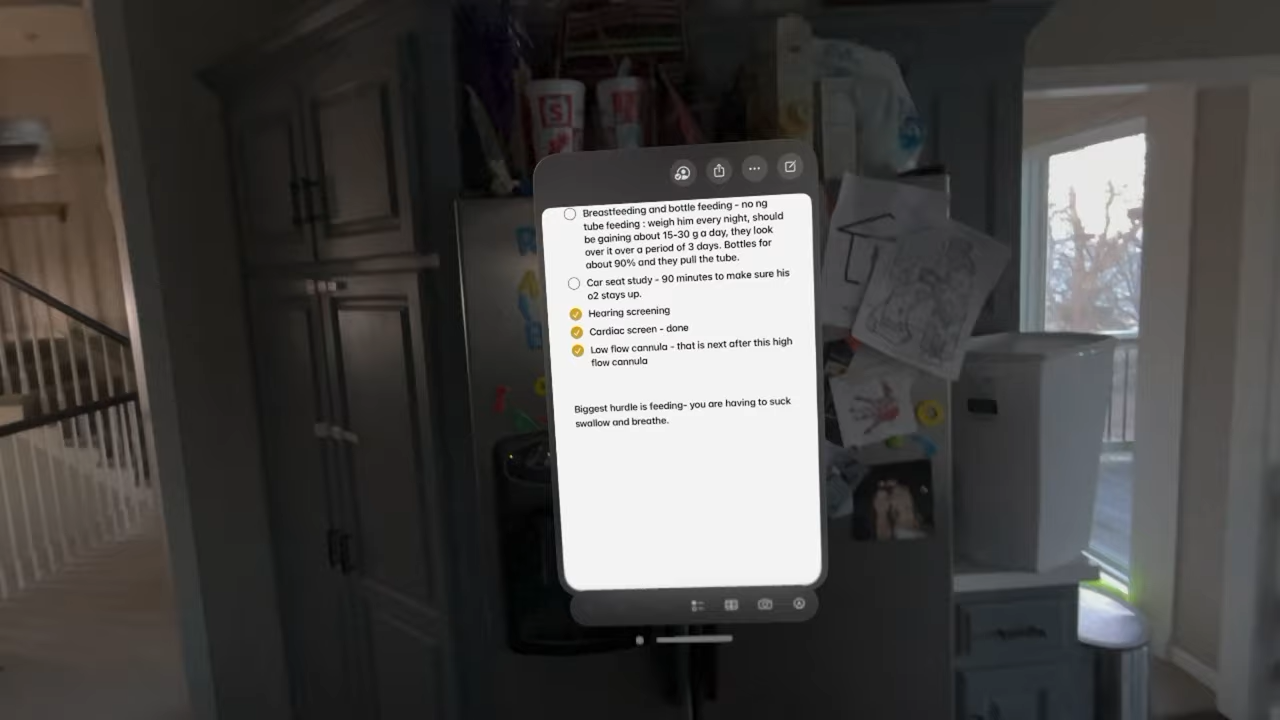 S
Breastfeeding and bottle feeding - no ng
tube feeding : weigh him every night, should
be gaining about 15-30 g a day, they look
over it over a period of 3 days. Bottles for
about 90% and they pull the tube.
Car seat study - 90 minutes to make sure his
o2 stays up.
Hearing screening
Cardiac screen - done
Low flow cannula - that is next after this high
flow cannula
Biggest hurdle is feeding- you are having to suck
swallow and breathe.